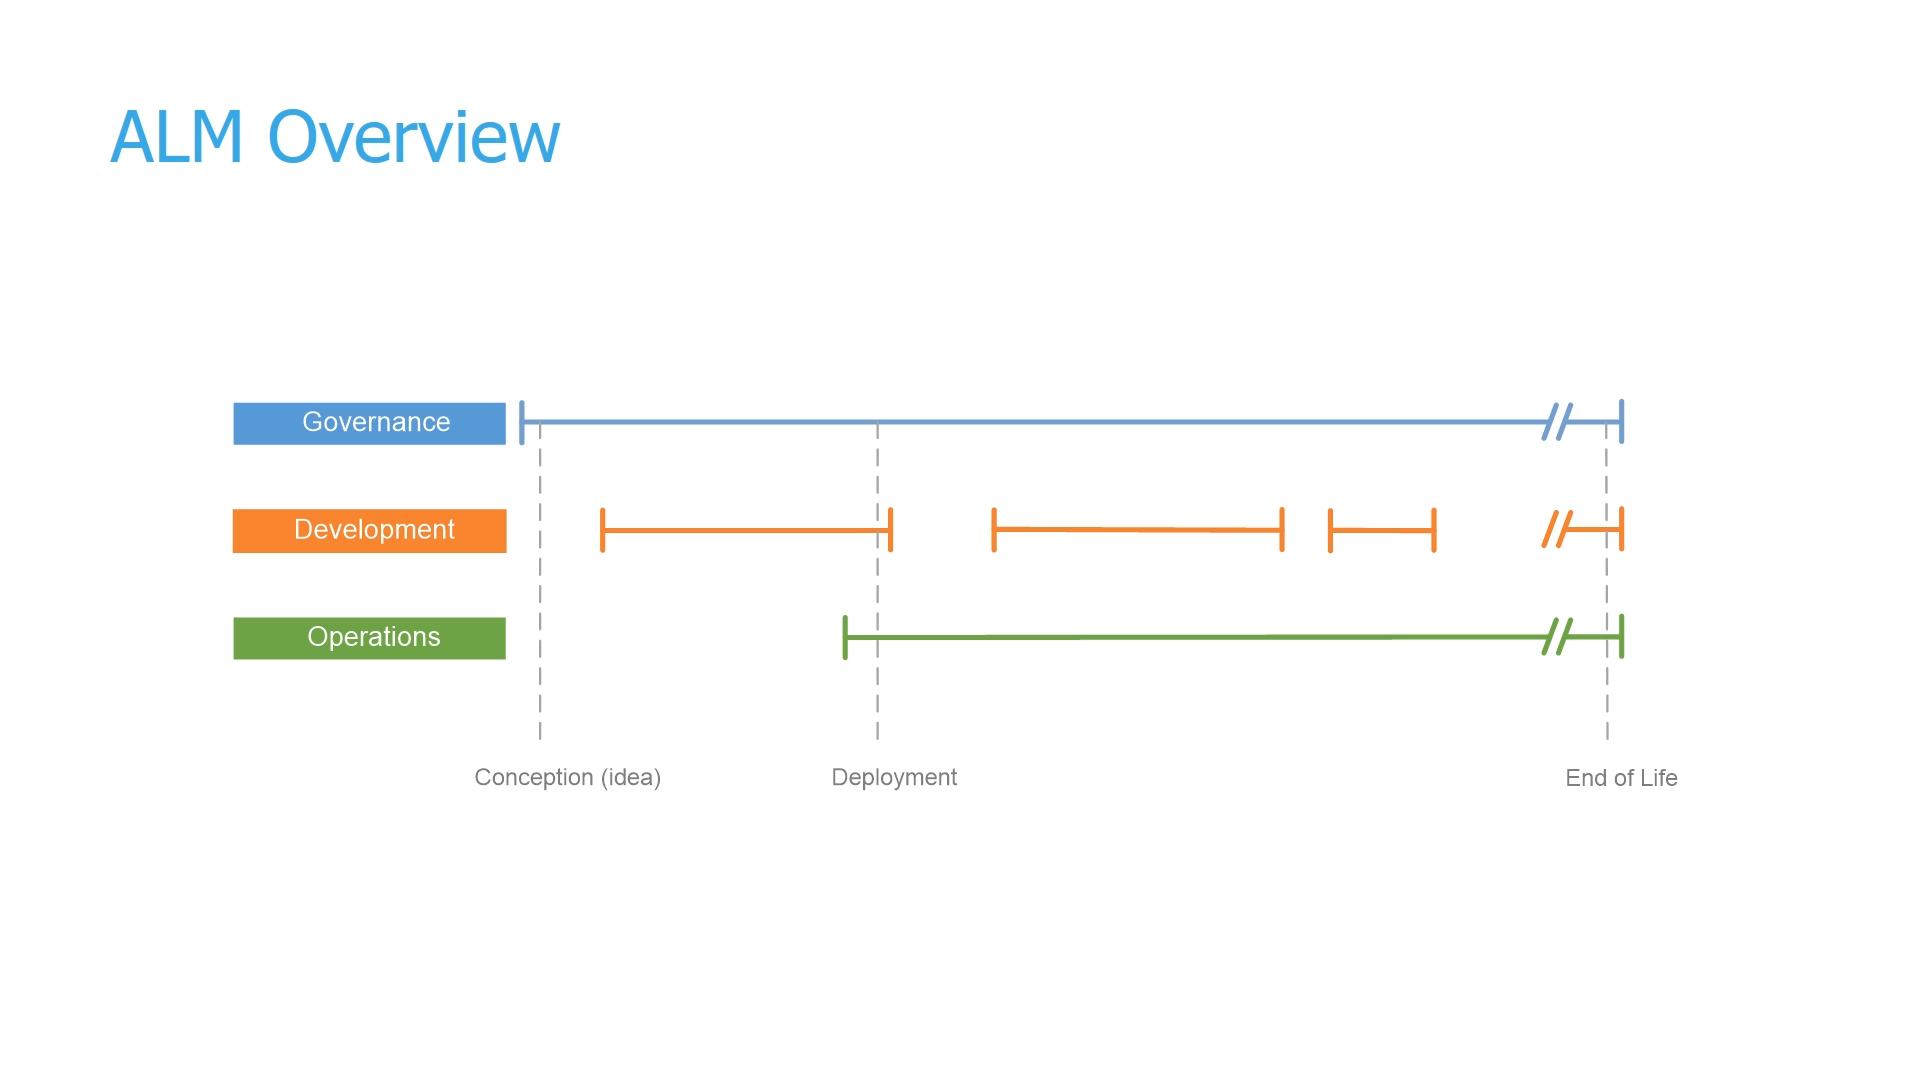 ALM Overview
Governance
Development
Operations
Conception (idea)
Deployment
End of Life